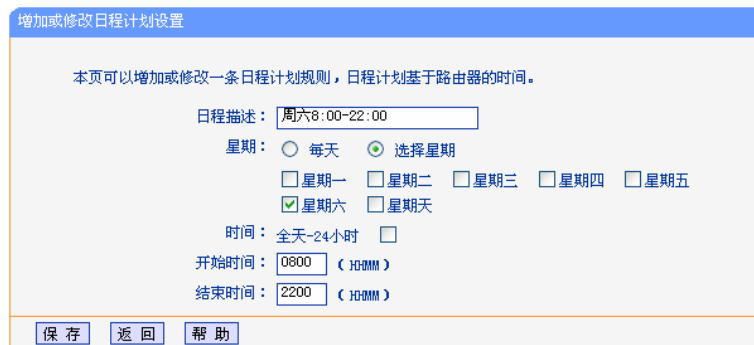 增加或修改日程计划设置
本页可以增加或修改一条日程计划规则，日程计划基于路由器的时间。
日程描述： 周六8:00-22:00
星期： 每天 选择星期
星期一 星期二 星期三 星期四 星期五
星期六 星期天
时间： 全天-24小时
开始时间： 0800 （HHMM）
结束时间： 2200 （HHMM）
保 存 返 回 帮 助